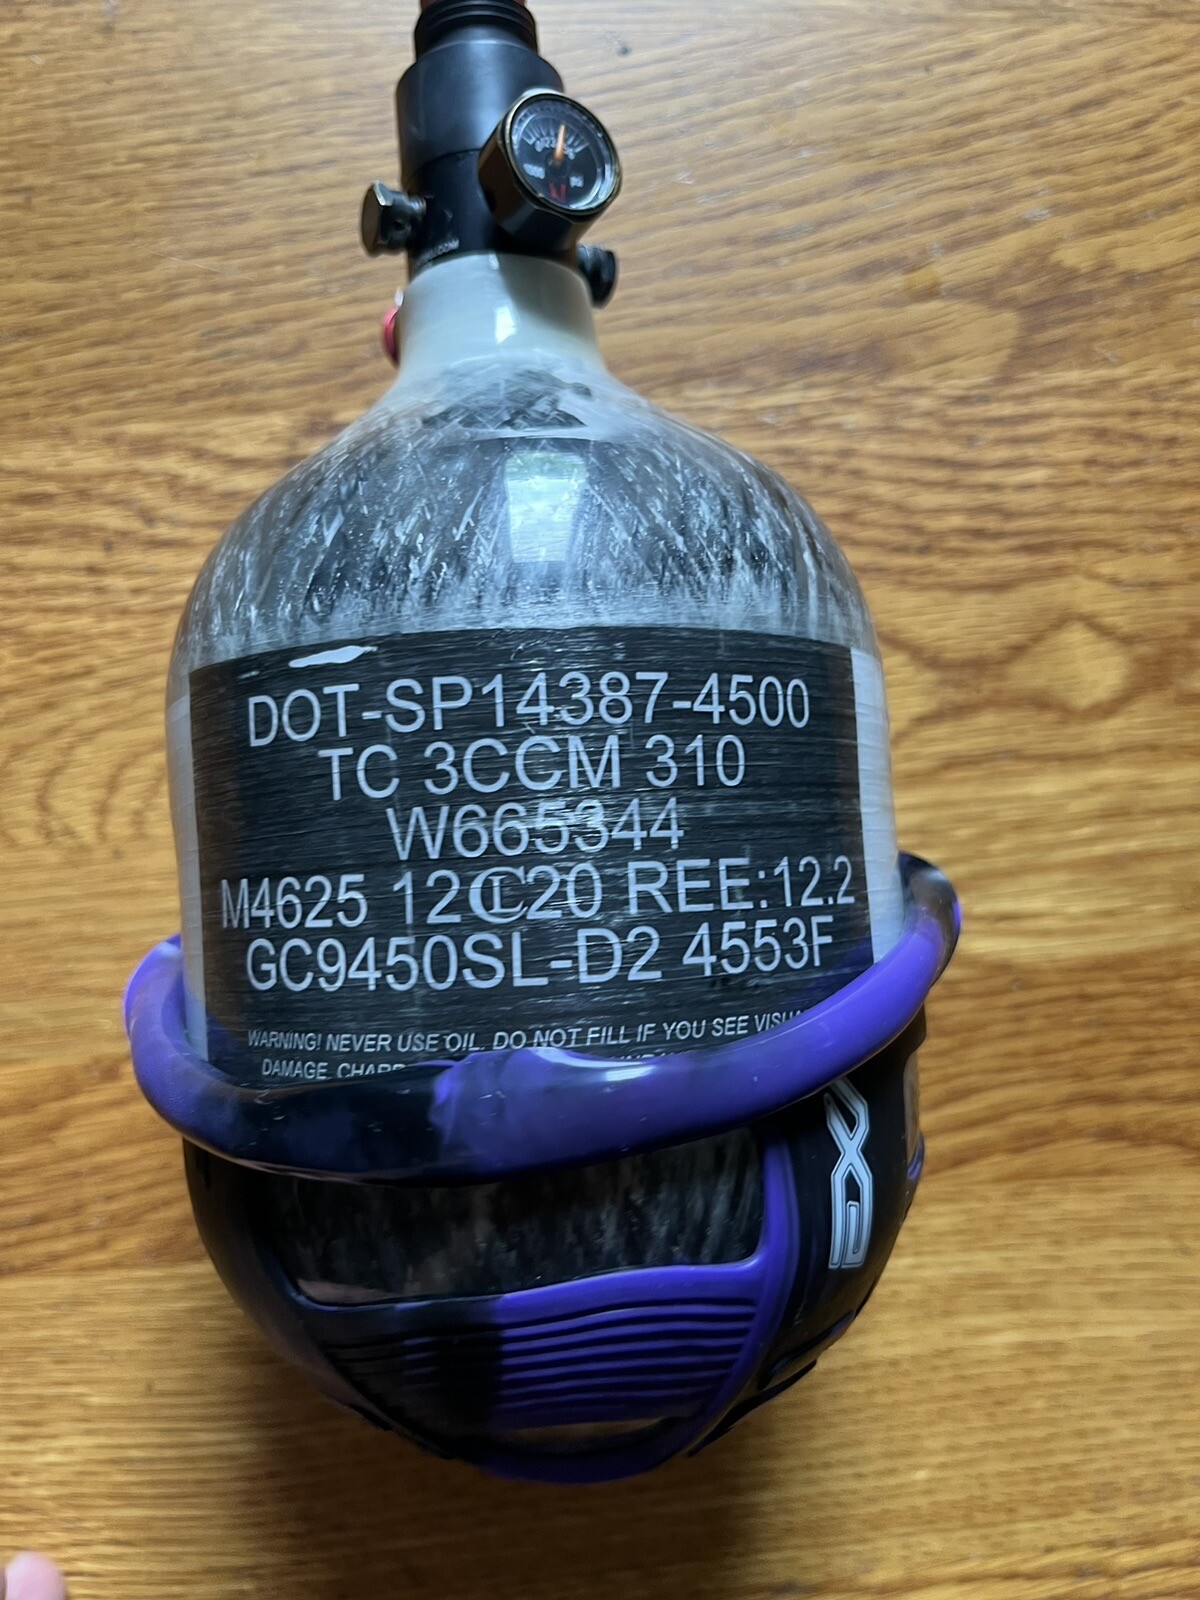 DOT-SP14387-4500
TC 3CCM 310
W665344
M4625 12 20 REE:12.2
GC9450SL-D2 4553F
WARNING! NEVER USE OIL. DO NOT FILL IF YOU SEE
DAMAGE,